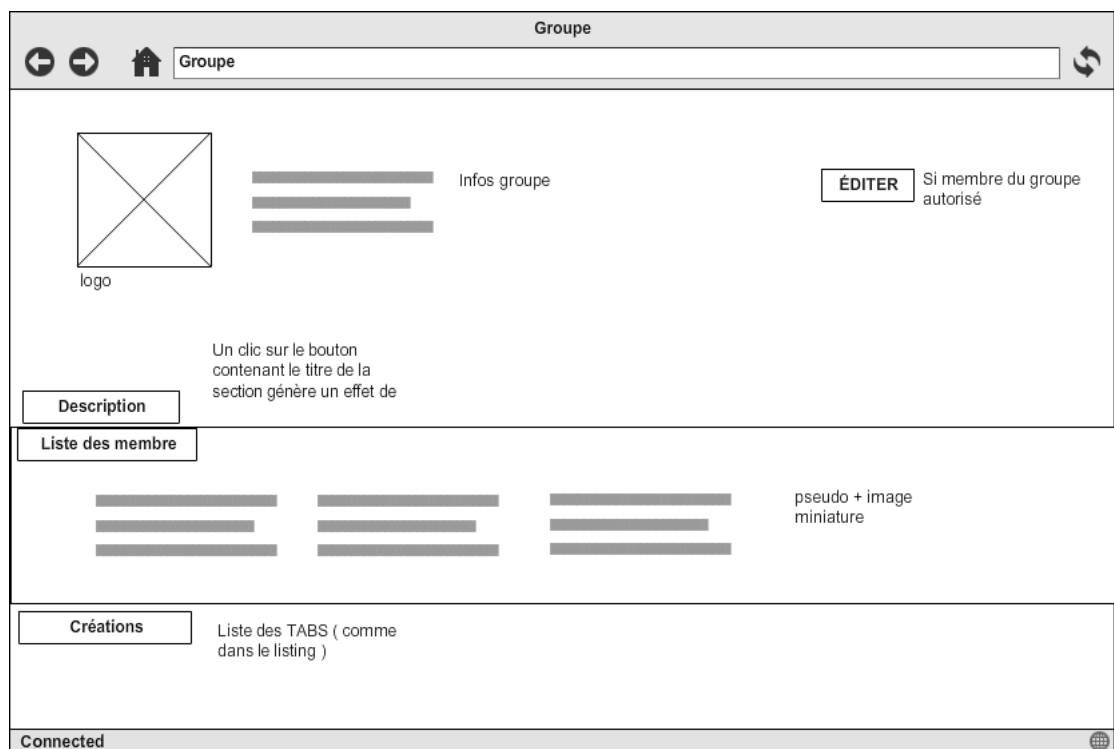 Groupe
Groupe
Infos groupe
ÉDITER
Si membre du groupe
autorisé
logo
Un clic sur le bouton
contenant le titre de la
section génère un effet de
Description
Liste des membre
pseudo + image
miniature
Créations
Liste des TABS ( comme
dans le listing )
Connected